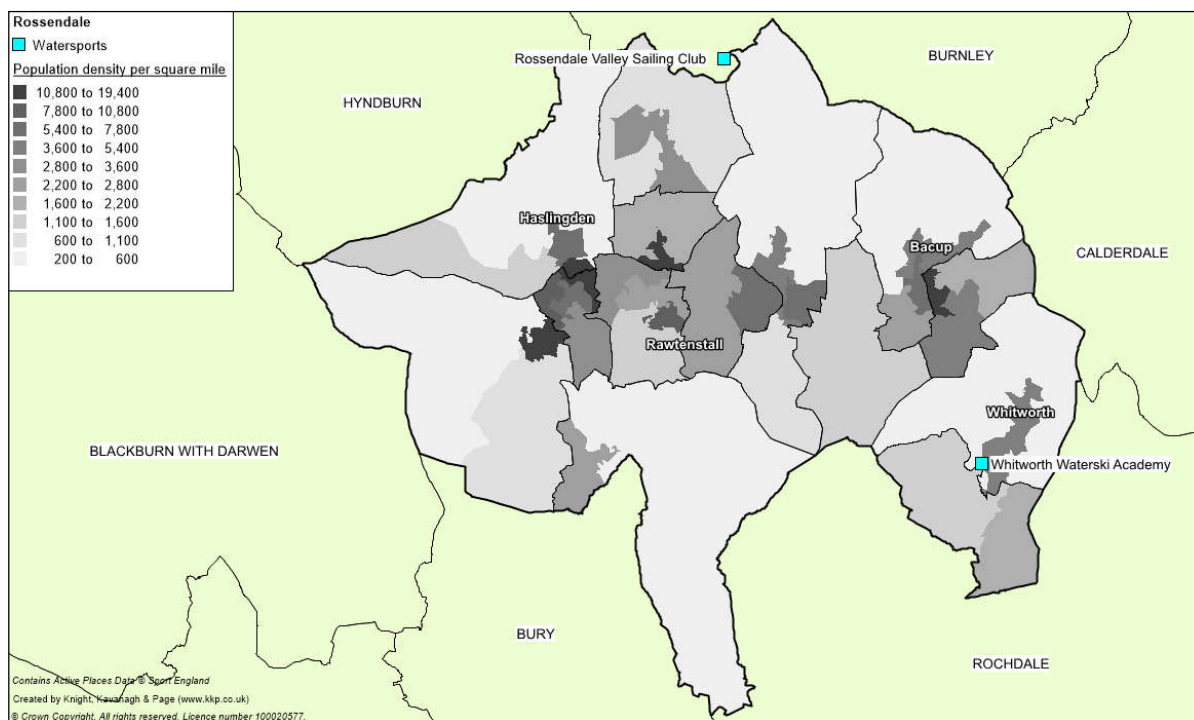 Rossendale
Watersports
Population density per square mile
10,800 to 19,400
7,800 to 10,800
5,400 to 7,800
3,600 to 5,400
2,800 to 3,600
2,200 to 2,800
1,600 to 2,200
1,100 to 1,600
600 to 1,100
200 to 600
Rossendale Valley Sailing Club
BURNLEY
HYNDBURN
Haslingden
Bacup
CALDERDALE
Rawtenstall
Whitworth
BLACKBURN WITH DARWEN
Whitworth Waterski Academy
BURY
ROCHDALE
Contains Active Places Data © Sport England
Created by Knight, Kavanagh & Page (www.kkp.co.uk)
© Crown Copyright. All rights reserved. Licence number 100020577.